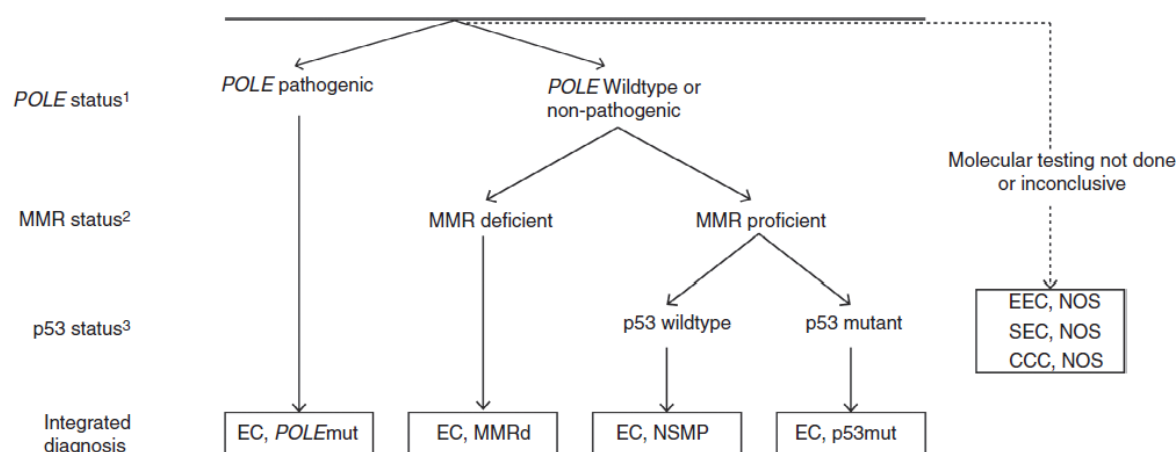 POLE status1
POLE pathogenic
POLE Wildtype or
non-pathogenic
Molecular testing not done
or inconclusive
MMR status2
MMR deficient
MMR proficient
p53 status3
p53 wildtype
p53 mutant
EEC, NOS
SEC, NOS
CCC, NOS
Integrated
diagnosis
EC, POLEmut
EC, MMRd
EC, NSMP
EC, p53mut